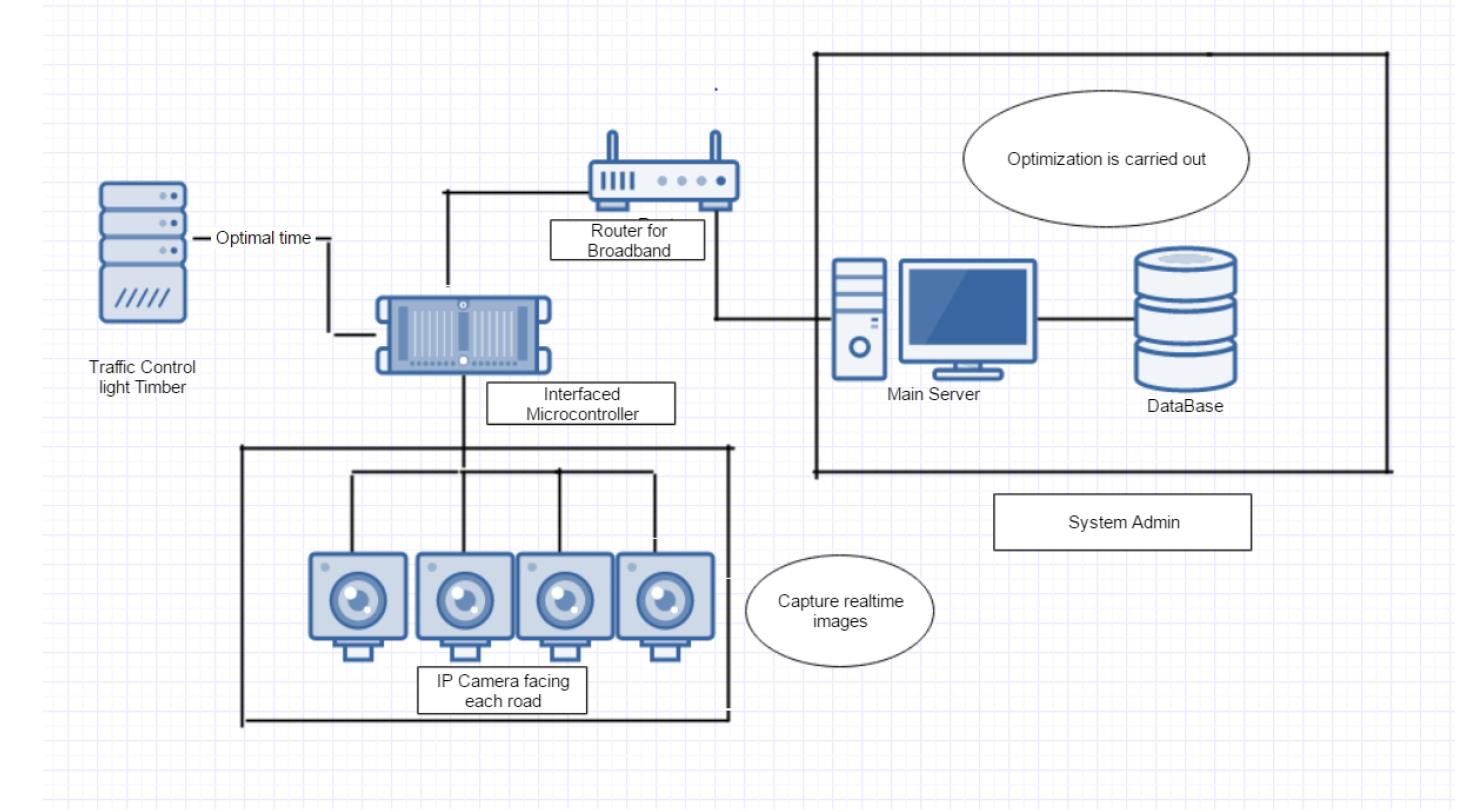 Optimization is carried out
Optimal time
Router for
Broadband
Traffic Control
light Timber
Interfaced
Microcontroller
Main Server
DataBase
System Admin
Capture realtime
images
IP Camera facing
each road